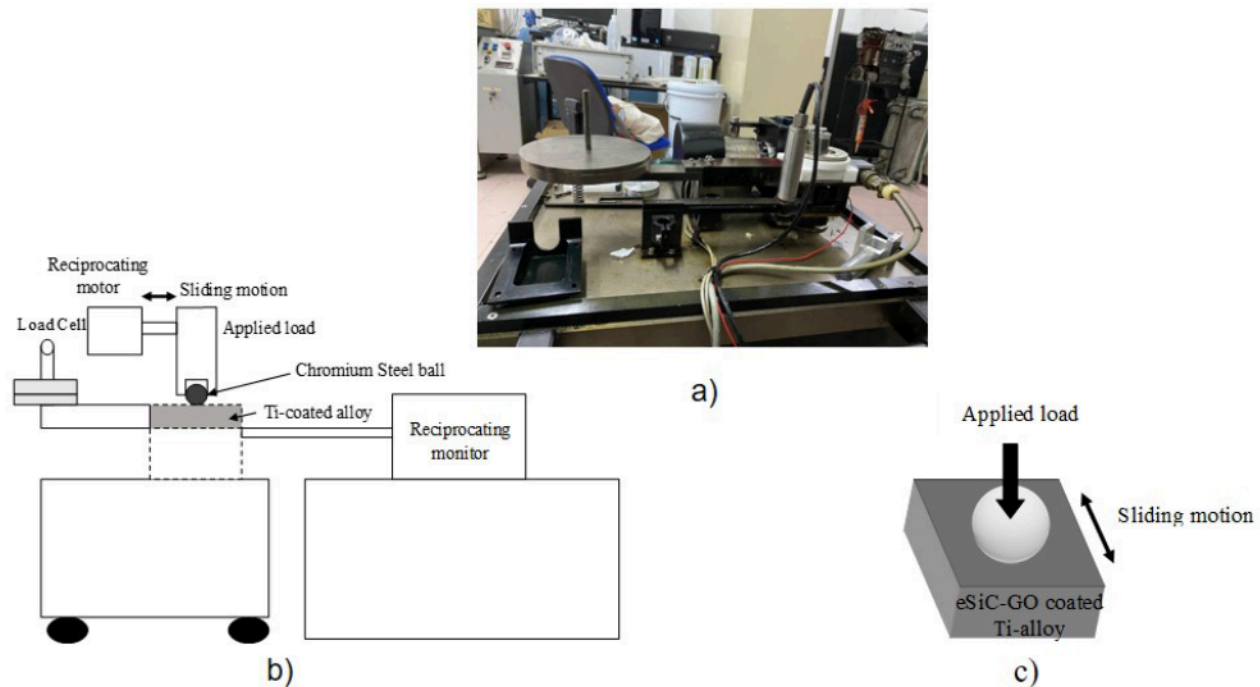 a)
Reciprocating
motor
Sliding motion
Load Cell
Applied load
Chromium Steel ball
Ti-coated alloy
Reciprocating
monitor
b)
Applied load
Sliding motion
eSiC-GO coated
Ti-alloy
c)